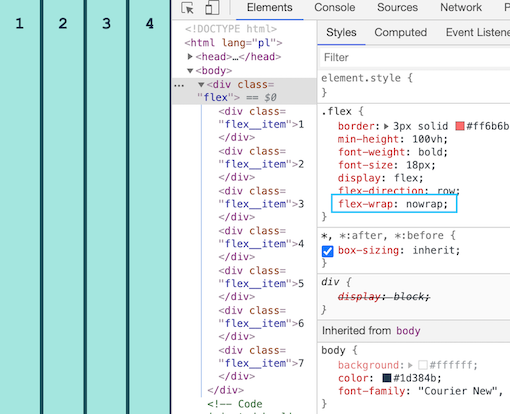 1 2 3 4
Elements Console Sources Network P
<!DOCTYPE html>
<html lang="pl">
▶<head>…</head>
▼<body>
… ▼<div class=
"flex"> == $0
<div class=
"flex__item">1
</div>
<div class=
"flex__item">2
</div>
<div class=
"flex__item">3
</div>
<div class=
"flex__item">4
</div>
<div class=
"flex__item">5
</div>
<div class=
"flex__item">6
</div>
<div class=
"flex__item">7
</div>
</div>
<!-- Code
Styles Computed Event Listene
Filter
element.style {
}
.flex {
border:▶ 3px solid #ff6b6b
min-height: 100vh;
font-weight: bold;
font-size: 18px;
display: flex;
flex-direction: row;
flex-wrap: nowrap;
}
*, *:after, *:before {
box-sizing: inherit;
}
div {
display: block;
}
Inherited from body
body {
background:▶ #ffffff;
color: #1d384b;
font-family: "Courier New",